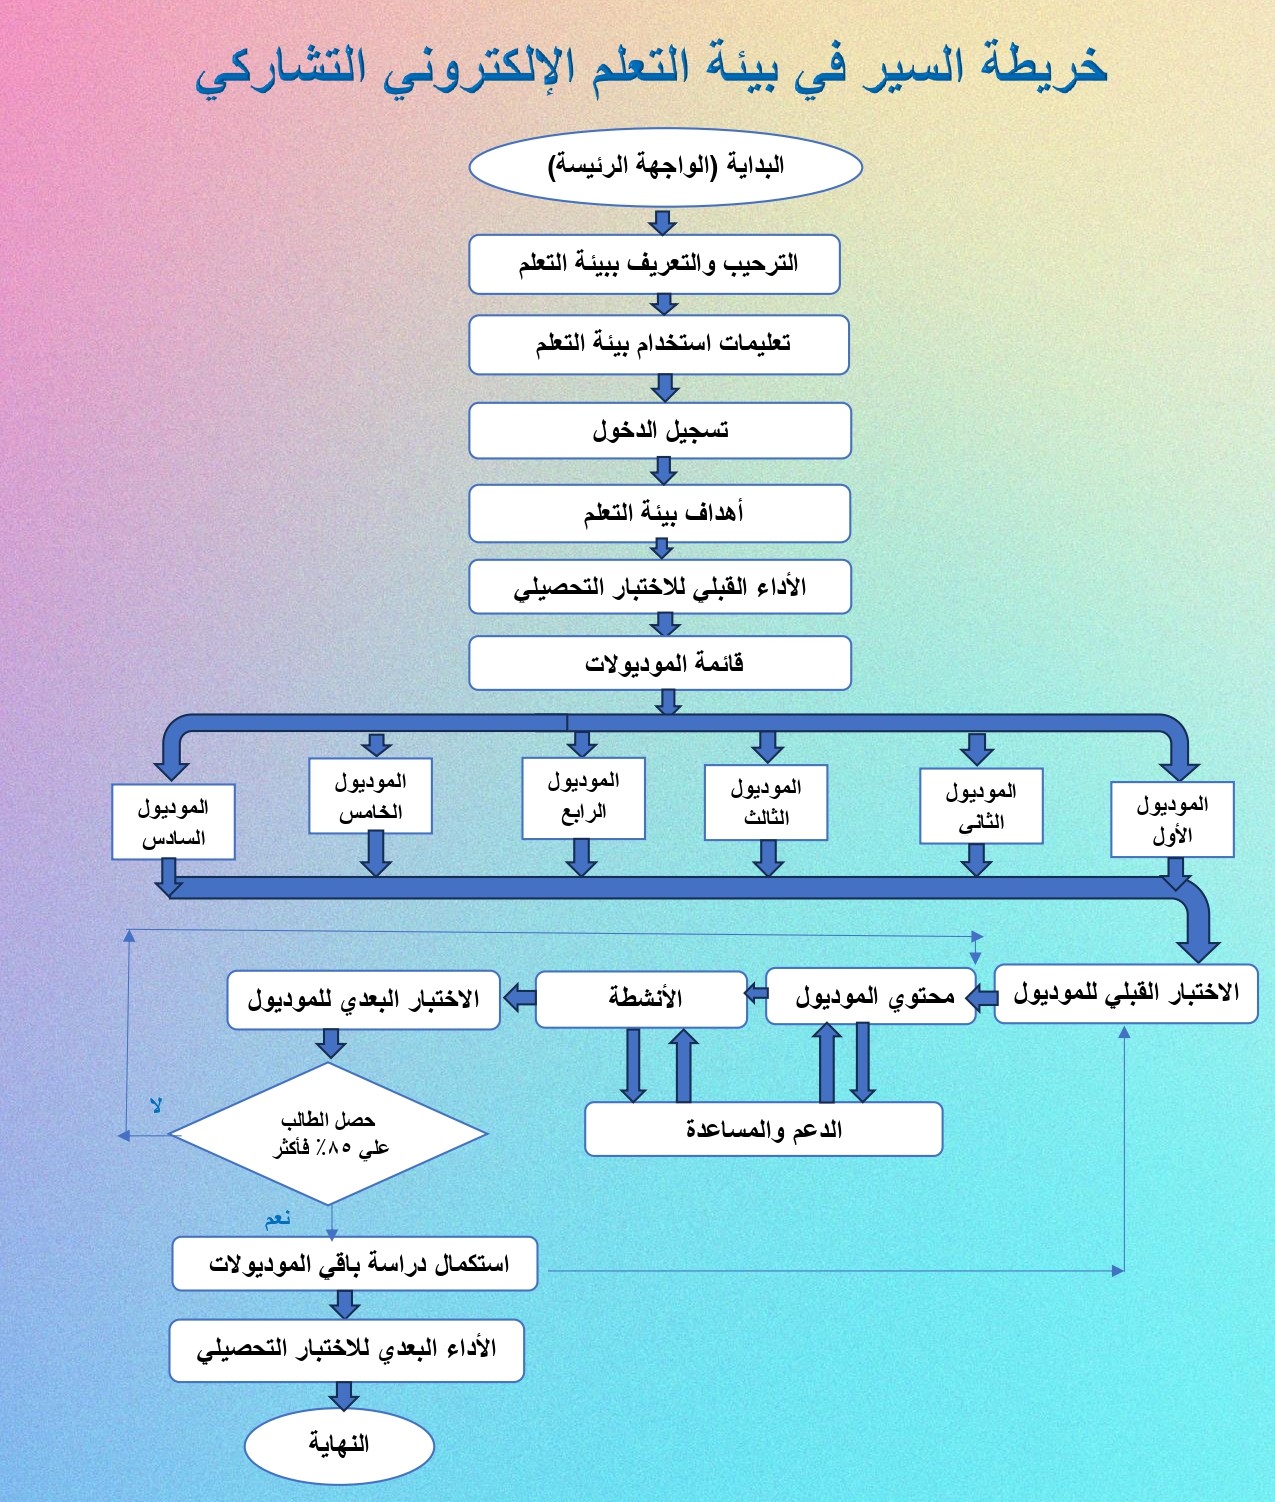 خريطة السير في بيئة التعلم الإلكتروني التشاركي
البداية (الواجهة الرئيسة)
الترحيب والتعريف ببيئة التعلم
تعليمات استخدام بيئة التعلم
تسجيل الدخول
أهداف بيئة التعلم
الأداء القبلي للاختبار التحصيلي
قائمة الموديولات
الموديول
الأول
الموديول
الثانى
الموديول
الثالث
الموديول
الرابع
الموديول
الخامس
الموديول
السادس
الاختبار القبلي للموديول
محتوي الموديول
الأنشطة
الاختبار البعدي للموديول
الدعم والمساعدة
حصل الطالب
علي ٨٥٪ فأكثر
لا
نعم
استكمال دراسة باقي الموديولات
الأداء البعدي للاختبار التحصيلي
النهاية